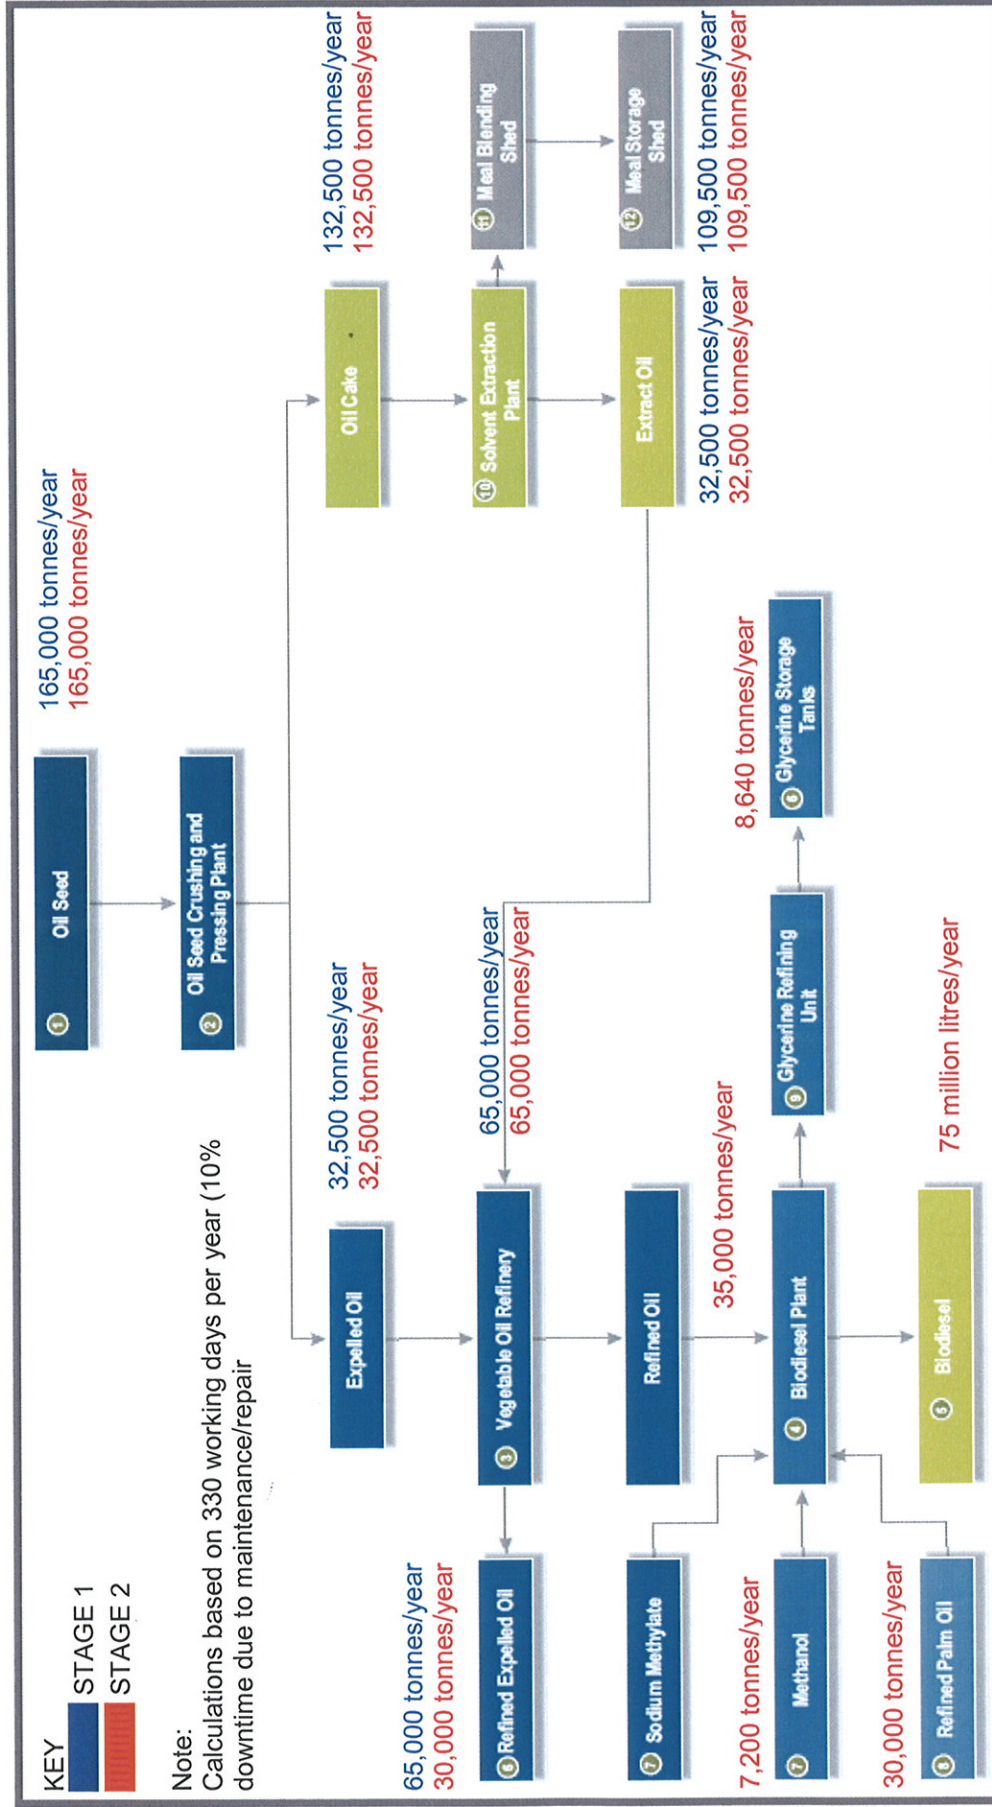 KEY
STAGE 1
STAGE 2
Note:
Calculations based on 330 working days per year (10%
downtime due to maintenance/repair
165,000 tonnes/year
165,000 tonnes/year
1 Oil Seed
2 Oil Seed Crushing and
Pressing Plant
32,500 tonnes/year
32,500 tonnes/year
Expelled Oil
132,500 tonnes/year
132,500 tonnes/year
Oil Cake
65,000 tonnes/year
30,000 tonnes/year
6 Refined Expelled Oil
3 Vegetable Oil Refinery
65,000 tonnes/year
65,000 tonnes/year
10 Solvent Extraction
Plant
11 Meal Blending
Shed
7 Sodium Methylate
Refined Oil
35,000 tonnes/year
Extract Oil
32,500 tonnes/year
32,500 tonnes/year
12 Meal Storage
Shed
109,500 tonnes/year
109,500 tonnes/year
7,200 tonnes/year
7 Methanol
4 Biodiesel Plant
9 Glycerine Refining
Unit
8,640 tonnes/year
6 Glycerine Storage
Tanks
30,000 tonnes/year
8 Refined Palm Oil
5 Biodiesel
75 million litres/year